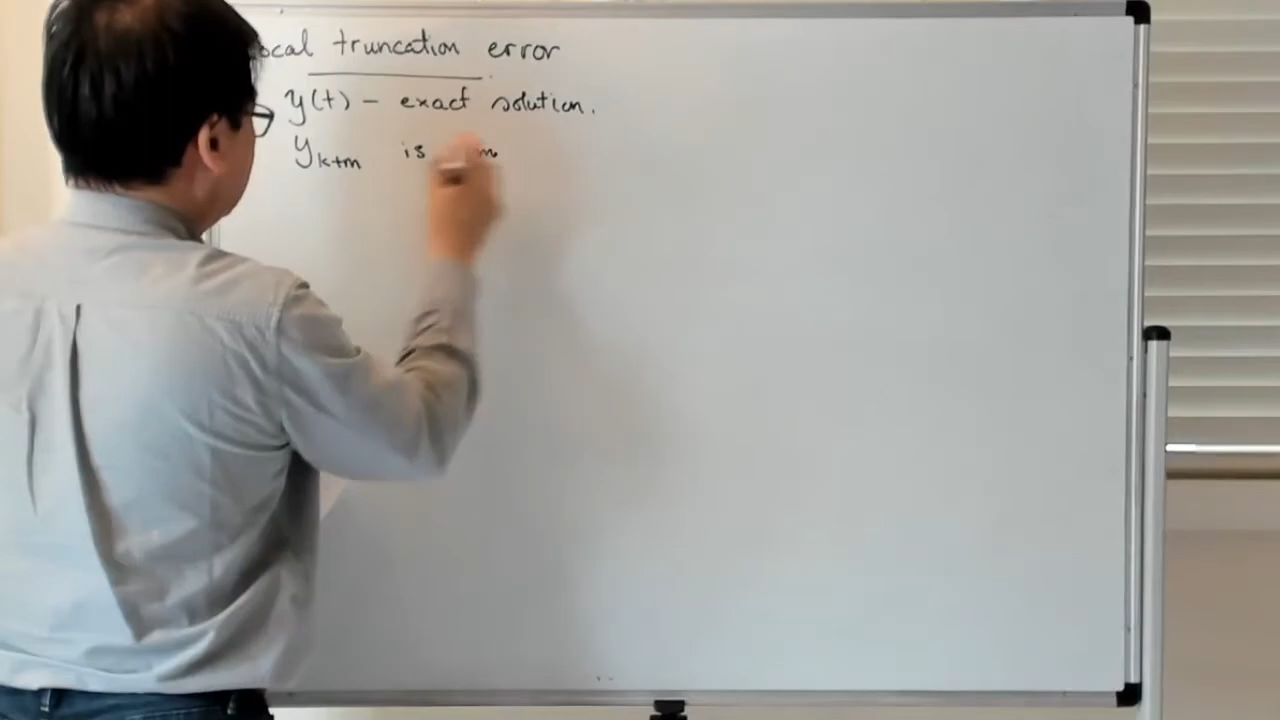 ocal truncation error
y(t) – exact solution.
y_{k+m} is